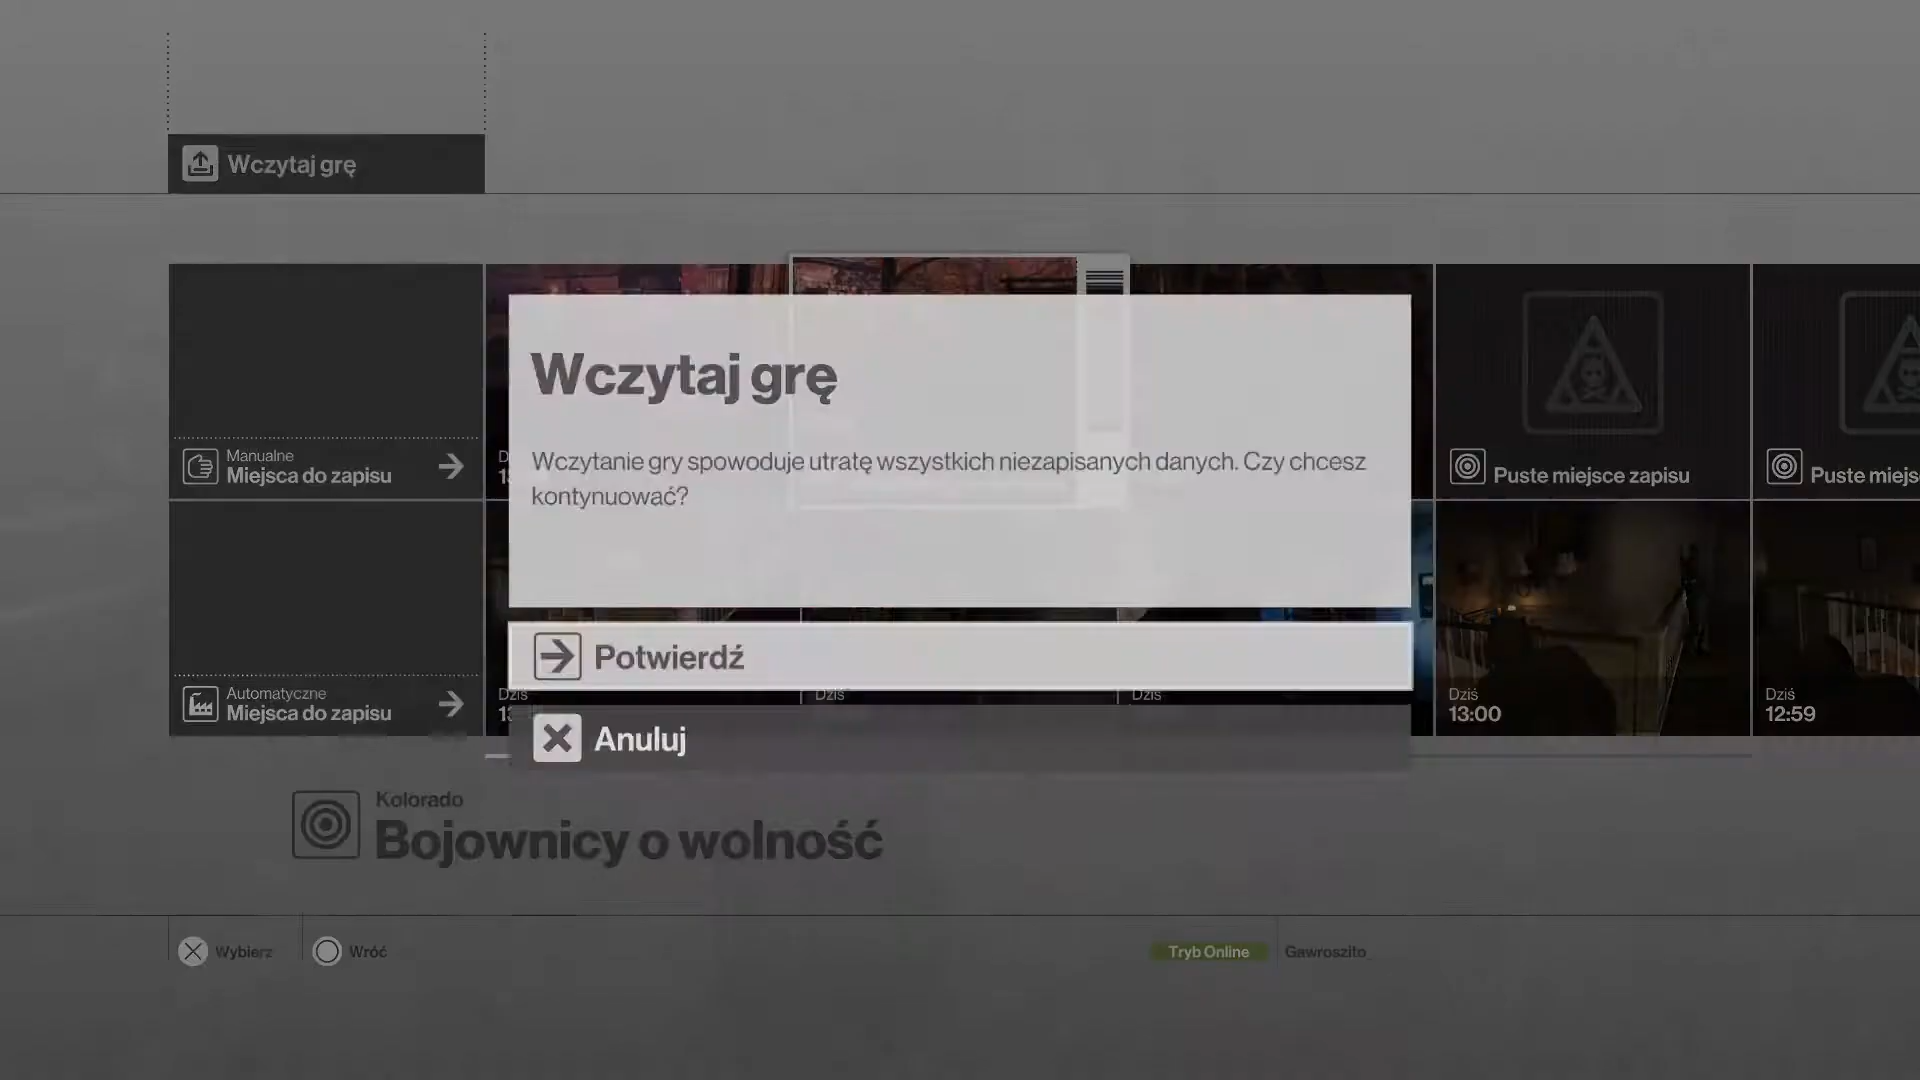 Wczytaj grę
Wczytaj grę
Wczytanie gry spowoduje utratę wszystkich niezapisanych danych. Czy chcesz
kontynuować?
Manualne
Miejsca do zapisu
Puste miejsce zapisu
Puste
Potwierdź
Anuluj
Automatyczne
Miejsca do zapisu
Dziś
Dziś
Dziś
Dziś
13:00
Dziś
12:59
Kolorado
Bojownicy o wolność
Wybierz
Wróć
Tryb Online
Gawroszito